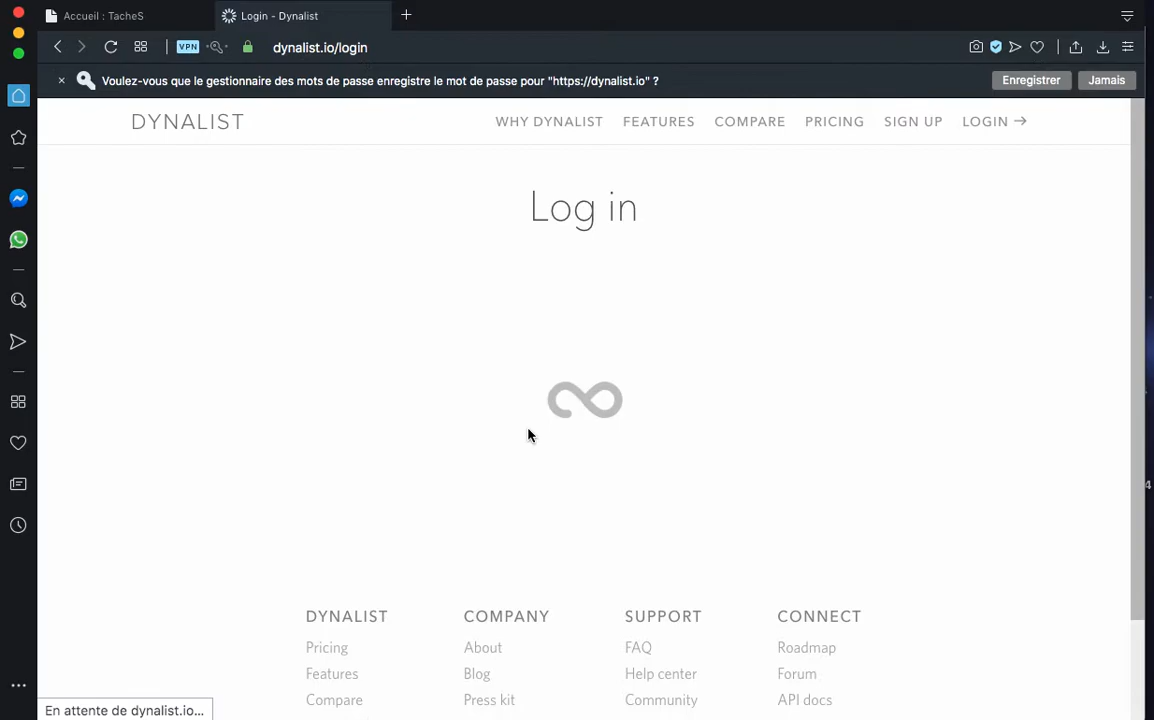 Accueil : TacheS
Login - Dynalist
VPN
dynalist.io/login
Voulez-vous que le gestionnaire des mots de passe enregistre le mot de passe pour "https://dynalist.io" ?
Enregistrer
Jamais
DYNALIST
WHY DYNALIST
FEATURES
COMPARE
PRICING
SIGN UP
LOGIN →
Log in
4
DYNALIST
Pricing
Features
Compare
COMPANY
About
Blog
Press kit
SUPPORT
FAQ
Help center
Community
CONNECT
Roadmap
Forum
API docs
En attente de dynalist.io...